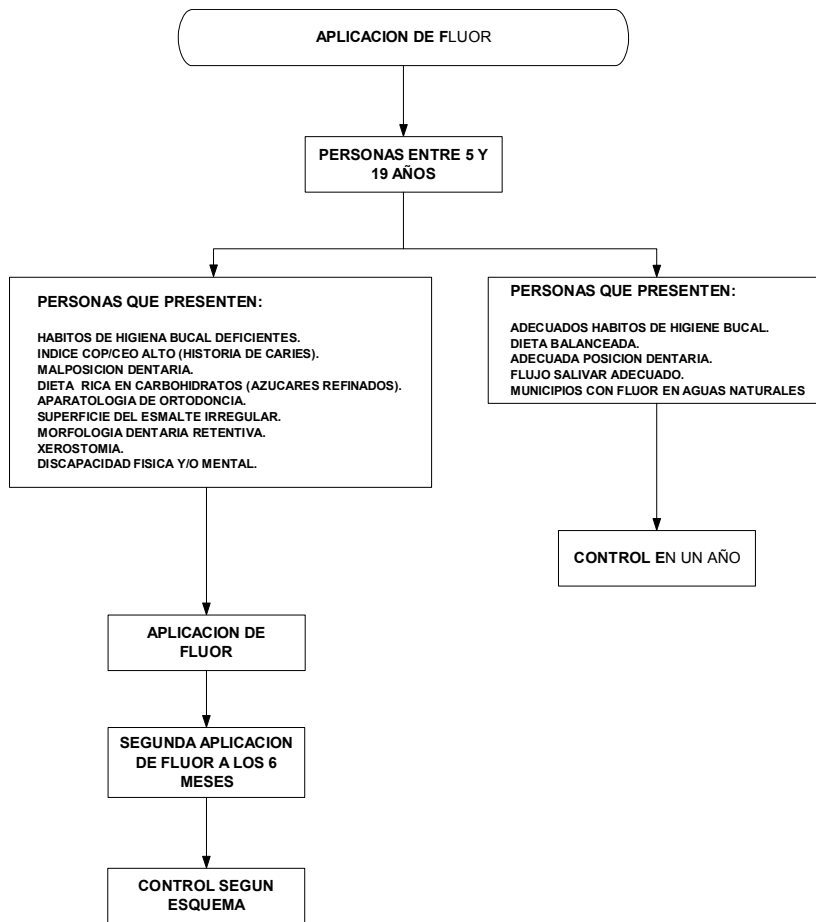 APLICACION DE FLUOR
PERSONAS ENTRE 5 Y
19 AÑOS
PERSONAS QUE PRESENTEN:
HABITOS DE HIGIENA BUCAL DEFICIENTES.
INDICE COP/CEO ALTO (HISTORIA DE CARIES).
MALPOSICION DENTARIA.
DIETA RICA EN CARBOHIDRATOS (AZUCARES REFINADOS).
APARATOLOGIA DE ORTODONCIA.
SUPERFICIE DEL ESMALTE IRREGULAR.
MORFOLOGIA DENTARIA RETENTIVA.
XEROSTOMIA.
DISCAPACIDAD FISICA Y/O MENTAL.
PERSONAS QUE PRESENTEN:
ADECUADOS HABITOS DE HIGIENE BUCAL.
DIETA BALANCEADA.
ADECUADA POSICION DENTARIA.
FLUJO SALIVAR ADECUADO.
MUNICIPIOS CON FLUOR EN AGUAS NATURALES
CONTROL EN UN AÑO
APLICACION DE
FLUOR
SEGUNDA APLICACION
DE FLUOR A LOS 6
MESES
CONTROL SEGUN
ESQUEMA